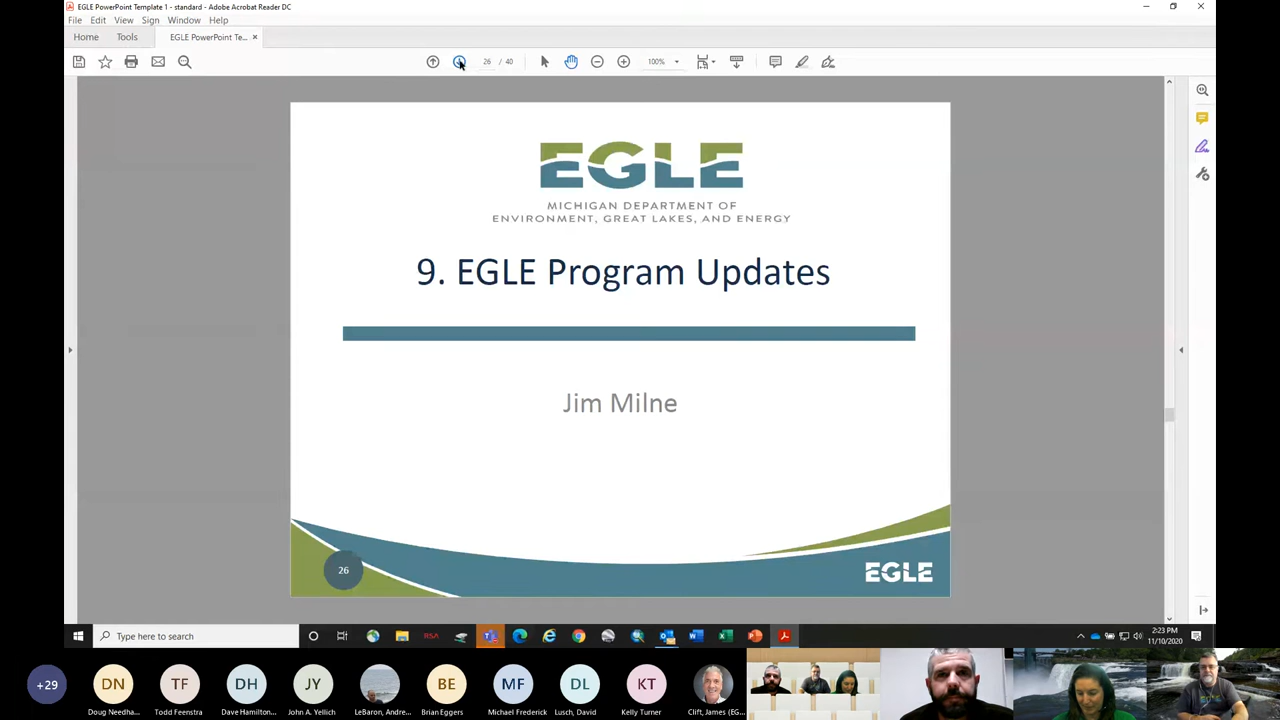 EGLE PowerPoint Template 1 - standard - Adobe Acrobat Reader DC
File Edit View Sign Window Help
Home Tools EGLE PowerPoint Te... ×
26 / 40 100%
EGLE
MICHIGAN DEPARTMENT OF
ENVIRONMENT, GREAT LAKES, AND ENERGY
9. EGLE Program Updates
Jim Milne
26
EGLE
Type here to search
RSA
2:23 PM
11/10/2020
+29 DN TF DH JY BE MF DL KT
Doug Needha... Todd Feenstra Dave Hamilton... John A. Yellich LeBaron, Andre... Brian Eggers Michael Frederick Lusch, David Kelly Turner Clift, James (EG...
EGLE